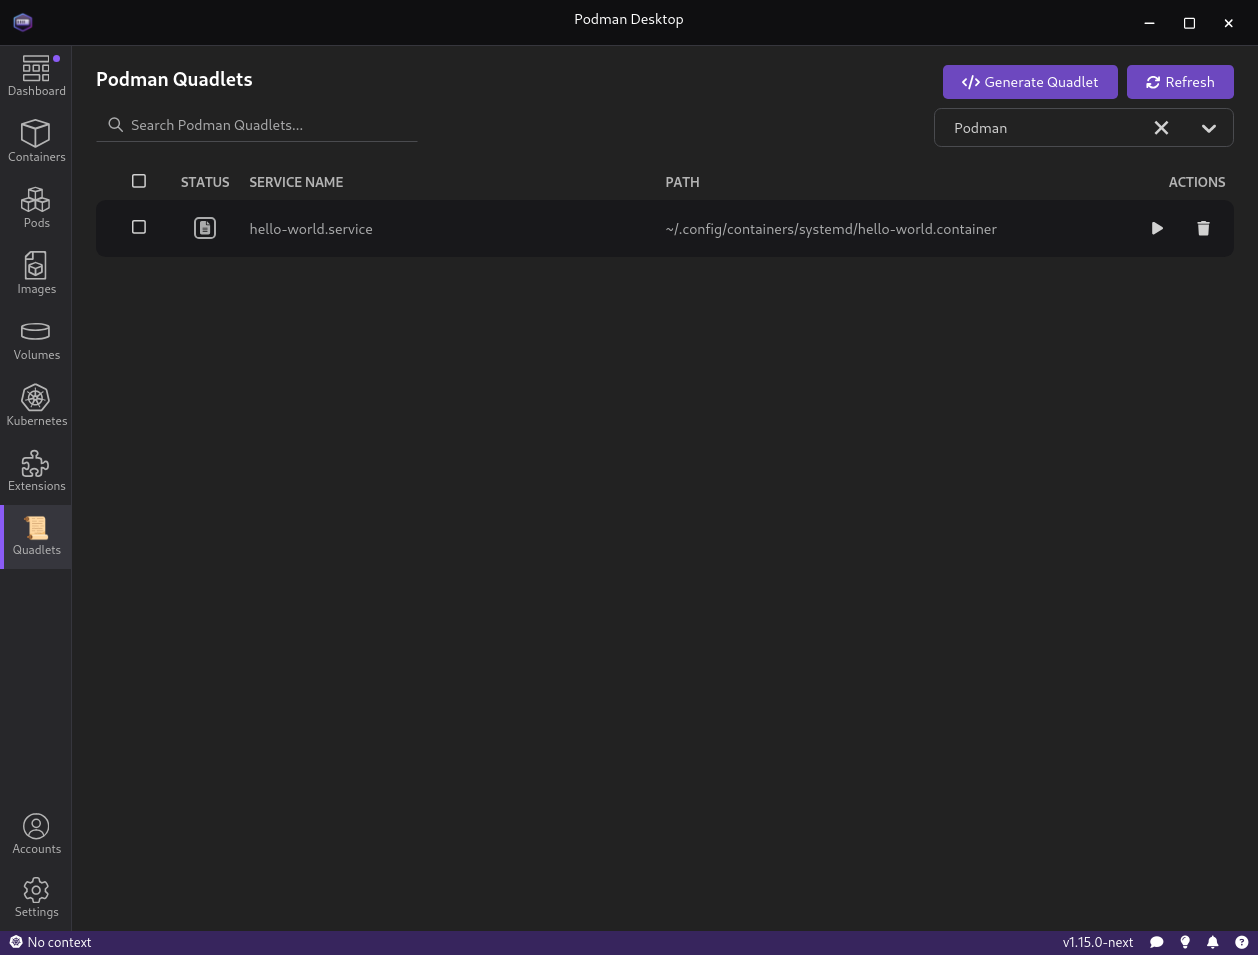 Podman Desktop
Dashboard
Containers
Pods
Images
Volumes
Kubernetes
Extensions
Quadlets
Accounts
Settings
Podman Quadlets
Generate Quadlet
Refresh
Search Podman Quadlets...
Podman
STATUS SERVICE NAME PATH ACTIONS
hello-world.service ~/.config/containers/systemd/hello-world.container
No context
v1.15.0-next